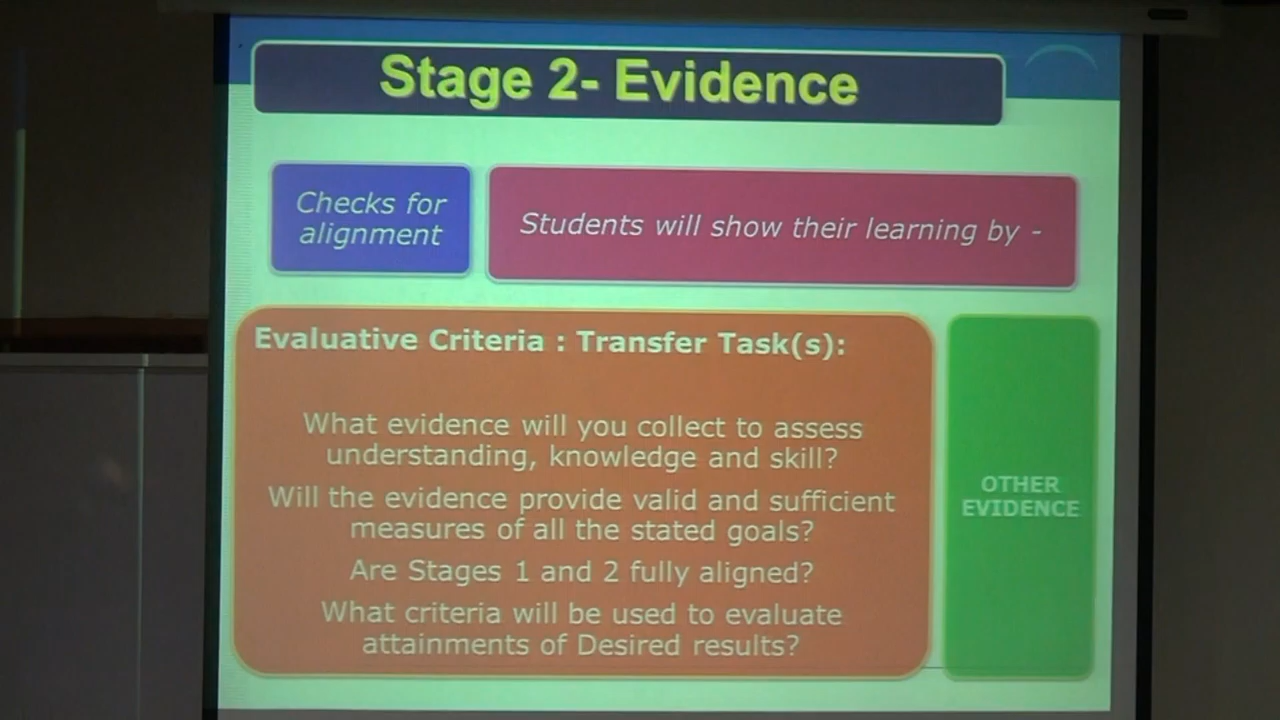 Stage 2- Evidence
Checks for
alignment
Students will show their learning by -
Evaluative Criteria : Transfer Task(s):
What evidence will you collect to assess
understanding, knowledge and skill?
Will the evidence provide valid and sufficient
measures of all the stated goals?
Are Stages 1 and 2 fully aligned?
What criteria will be used to evaluate
attainments of Desired results?
OTHER
EVIDENCE